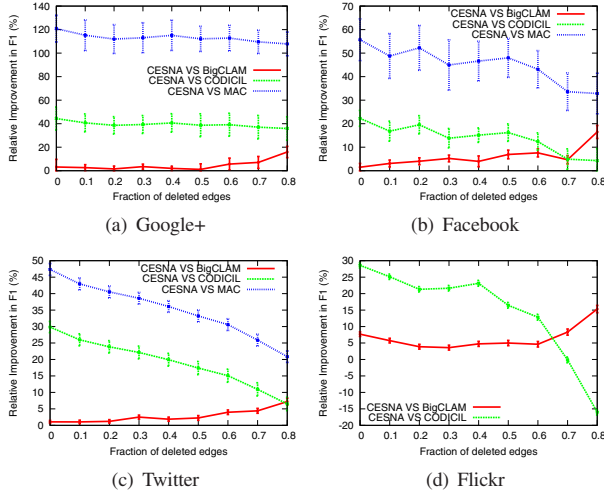 140
120
100
80
60
40
20
0
Relative Improvement in F1 (%)
CESNA VS BigCLAM
CESNA VS CODICIL
CESNA VS MAC
0 0.1 0.2 0.3 0.4 0.5 0.6 0.7 0.8
Fraction of deleted edges
(a) Google+
70
60
50
40
30
20
10
0
Relative Improvement in F1 (%)
CESNA VS BigCLAM
CESNA VS CODICIL
CESNA VS MAC
0 0.1 0.2 0.3 0.4 0.5 0.6 0.7 0.8
Fraction of deleted edges
(b) Facebook
50
45
40
35
30
25
20
15
10
5
0
Relative Improvement in F1 (%)
CESNA VS BigCLAM
CESNA VS CODICIL
CESNA VS MAC
0 0.1 0.2 0.3 0.4 0.5 0.6 0.7 0.8
Fraction of deleted edges
(c) Twitter
30
25
20
15
10
5
0
-5
-10
-15
-20
Relative Improvement in F1 (%)
CESNA VS BigCLAM
CESNA VS CODICIL
0 0.1 0.2 0.3 0.4 0.5 0.6 0.7 0.8
Fraction of deleted edges
(d) Flickr